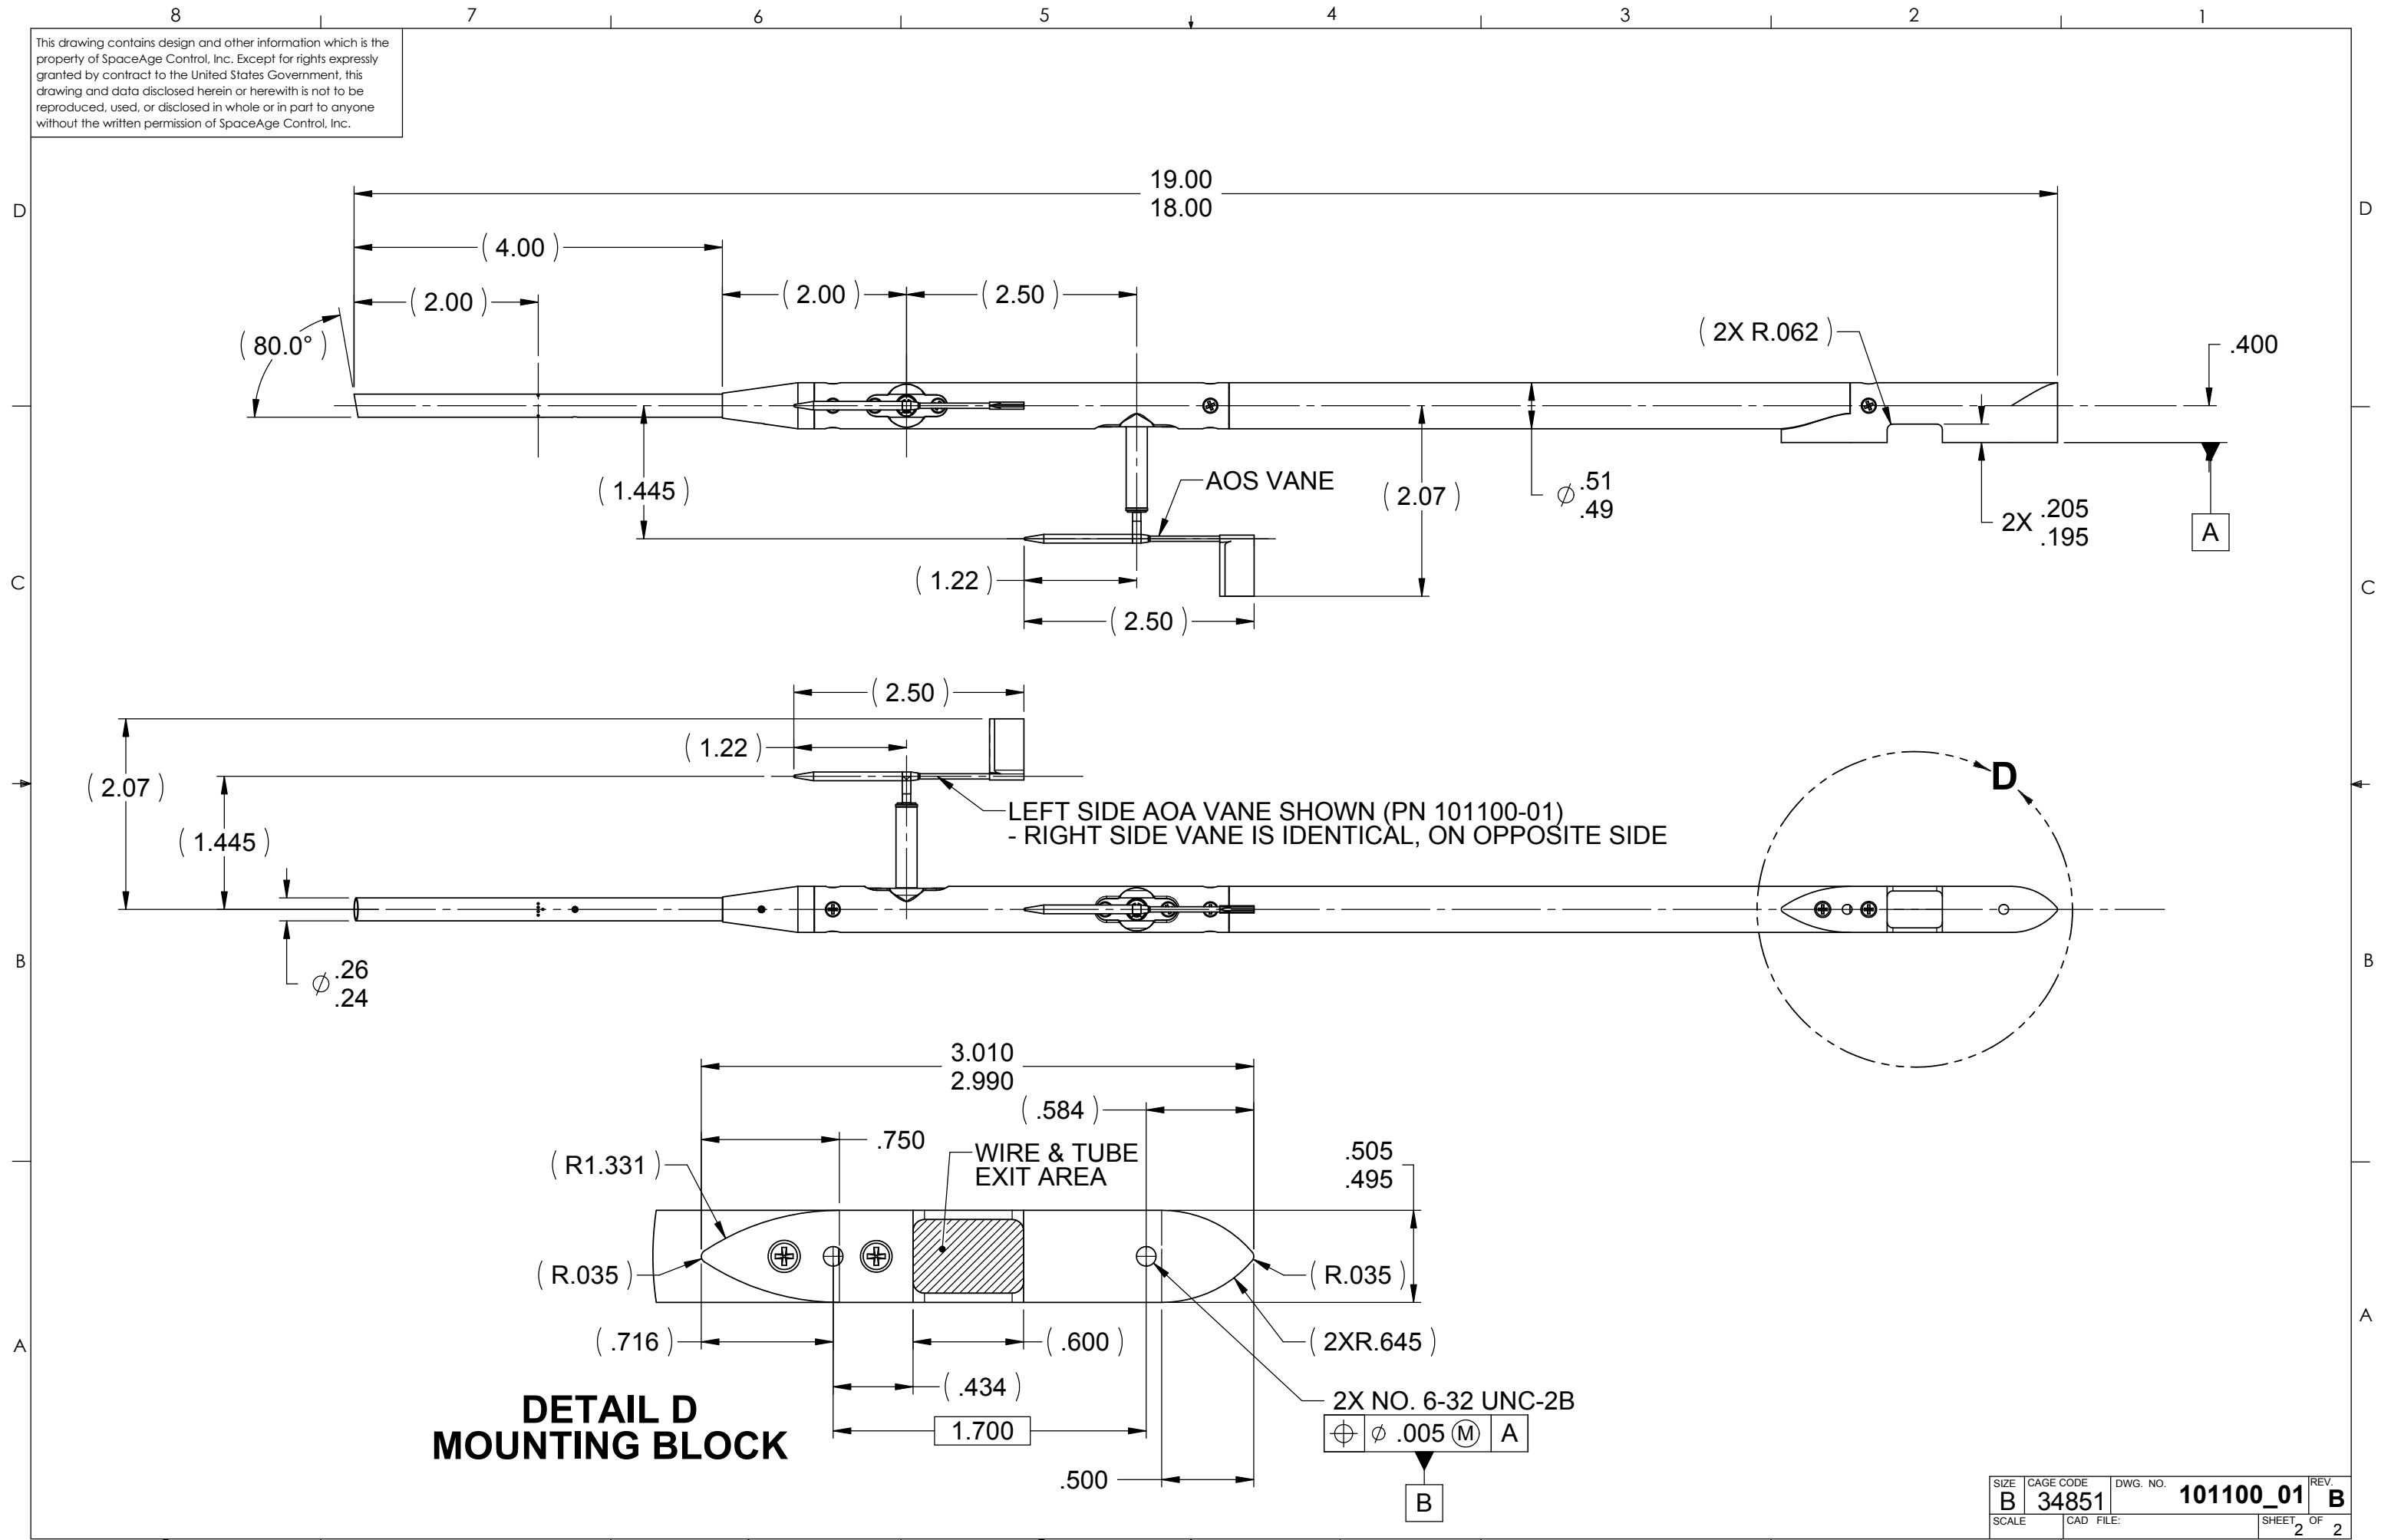 8 7 6 5 4 3 2 1
This drawing contains design and other information which is the
property of SpaceAge Control, Inc. Except for rights expressly
granted by contract to the United States Government, this
drawing and data disclosed herein or herewith is not to be
reproduced, used, or disclosed in whole or in part to anyone
without the written permission of SpaceAge Control, Inc.
19.00
18.00
D D
( 4.00 )
( 2.00 ) ( 2.00 ) ( 2.50 )
( 80.0° )
( 2X R.062 )
.400
( 1.445 )
AOS VANE
( 2.07 )
⌀ .51
.49
2X .205
.195
A
C C
( 1.22 )
( 2.50 )
( 2.50 )
( 1.22 )
( 2.07 )
D
LEFT SIDE AOA VANE SHOWN (PN 101100-01)
- RIGHT SIDE VANE IS IDENTICAL, ON OPPOSITE SIDE
( 1.445 )
B B
⌀ .26
.24
3.010
2.990
( .584 )
.750
WIRE & TUBE
EXIT AREA
.505
.495
( R1.331 )
( R.035 ) ( R.035 )
A A
( .716 ) ( .600 ) ( 2XR.645 )
( .434 )
2X NO. 6-32 UNC-2B
⌖ ⌀ .005 Ⓜ A
1.700
DETAIL D
MOUNTING BLOCK
.500
B
SIZE CAGE CODE DWG. NO. REV.
B 34851 101100_01 B
SCALE CAD FILE: SHEET 2 OF 2